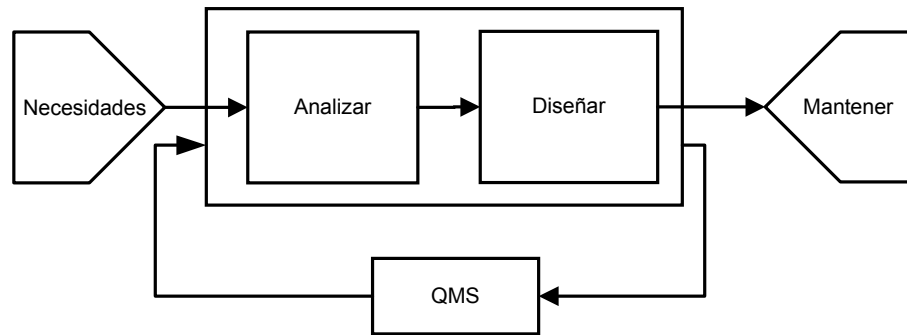 Necesidades
Analizar
Diseñar
Mantener
QMS